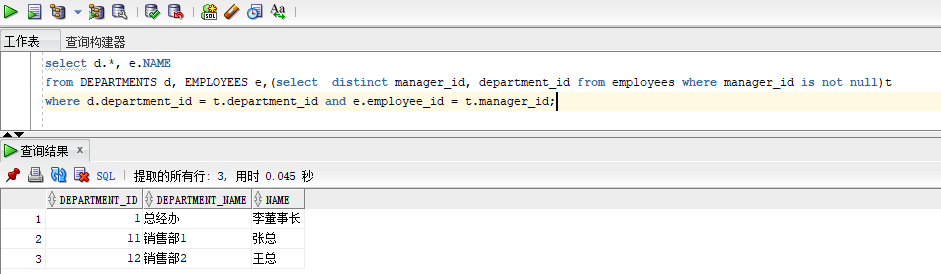 工作表 查询构建器
select d.*, e.NAME
from DEPARTMENTS d, EMPLOYEES e,(select  distinct manager_id, department_id from employees where manager_id is not null)t
where d.department_id = t.department_id and e.employee_id = t.manager_id;
查询结果 x
SQL | 提取的所有行: 3, 用时 0.045 秒
DEPARTMENT_ID DEPARTMENT_NAME NAME
1 1 总经办 李董事长
2 11 销售部1 张总
3 12 销售部2 王总